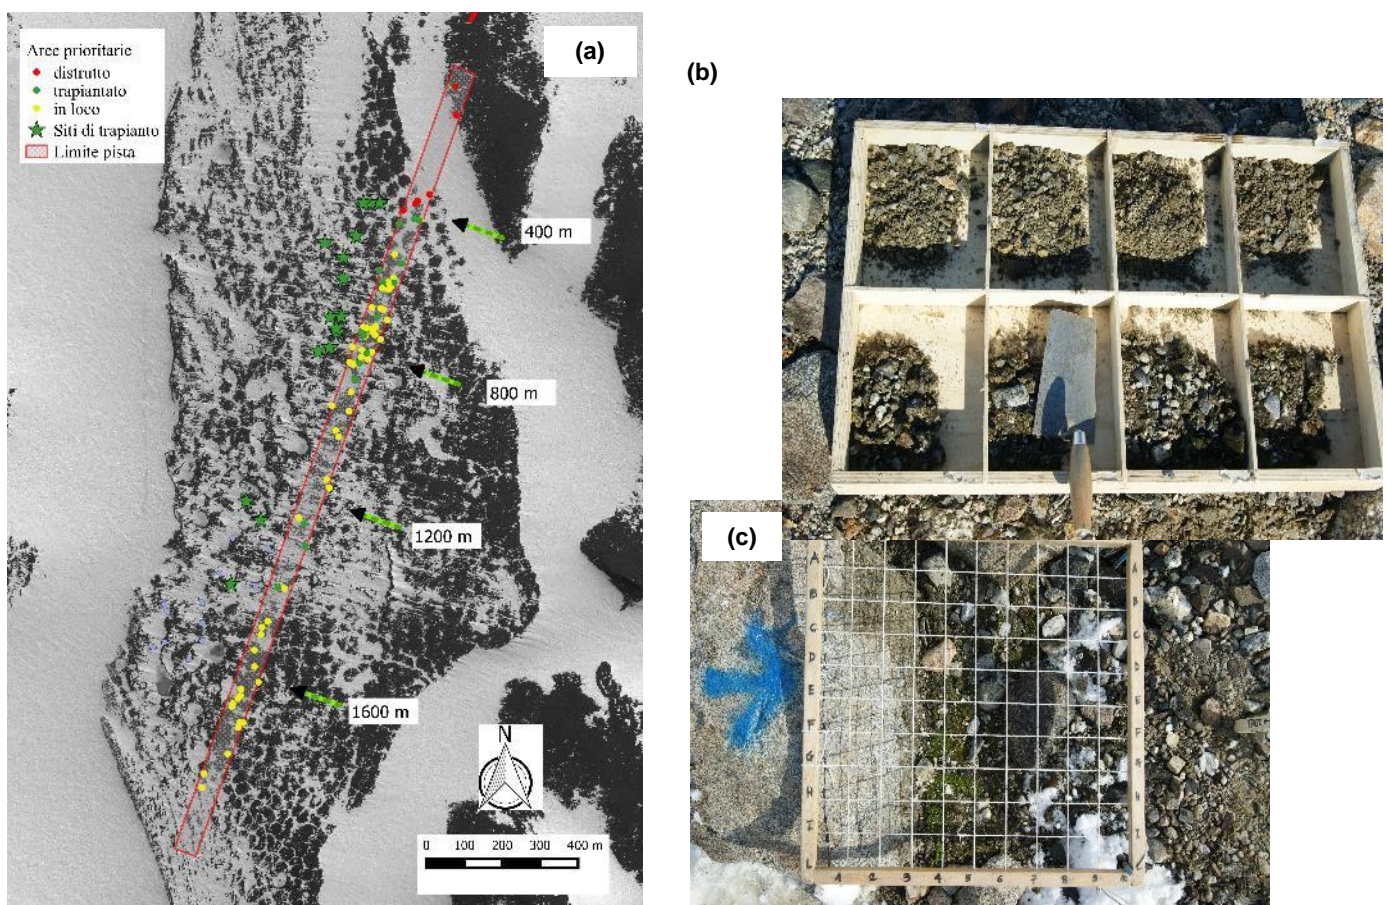 (a)
Aree prioritarie
distrutto
trapiantato
in loco
Siti di trapianto
Limite pista
400 m
800 m
1200 m
1600 m
N
0 100 200 300 400 m
(b)
(c)
A A
B B
C C
D D
E E
F F
G G
H H
I I
L
1 2 3 4 5 6 7 8 9 10